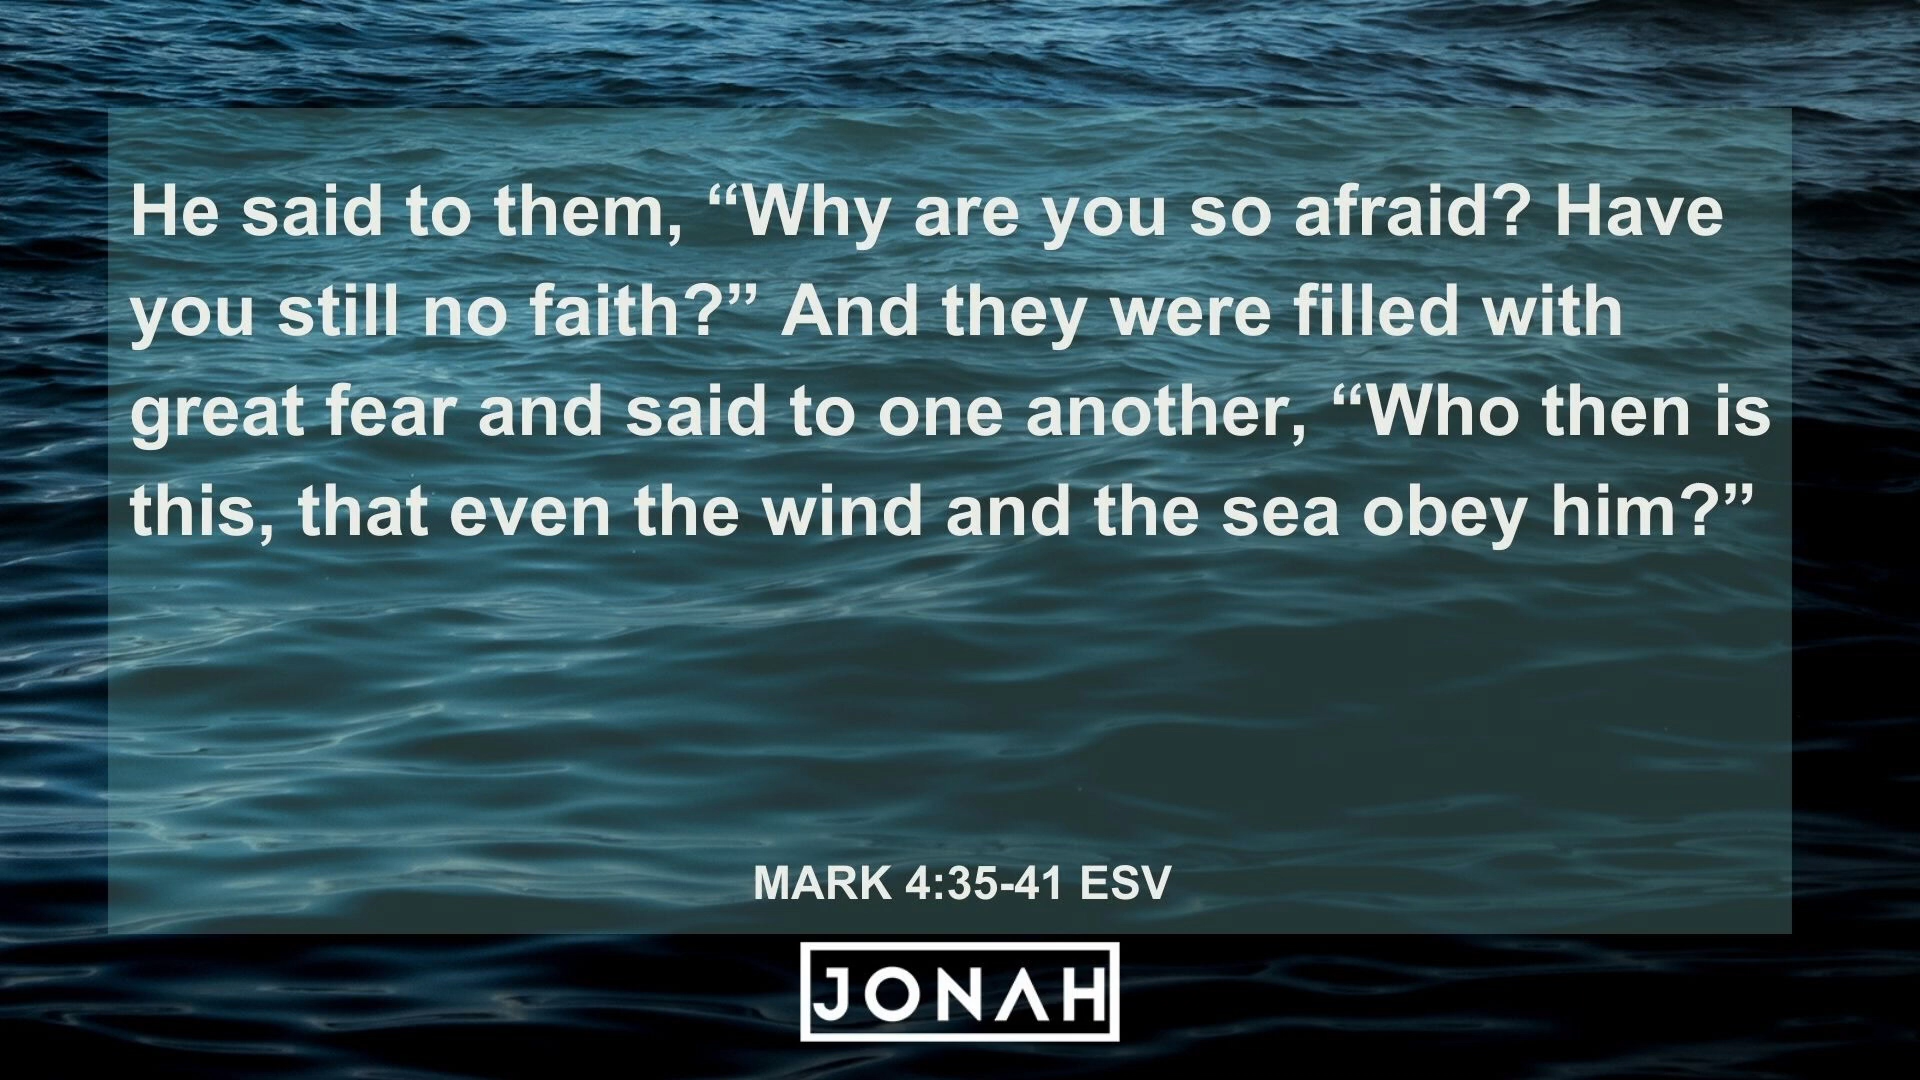 He said to them, “Why are you so afraid? Have
you still no faith?” And they were filled with
great fear and said to one another, “Who then is
this, that even the wind and the sea obey him?”
MARK 4:35-41 ESV
JONAH